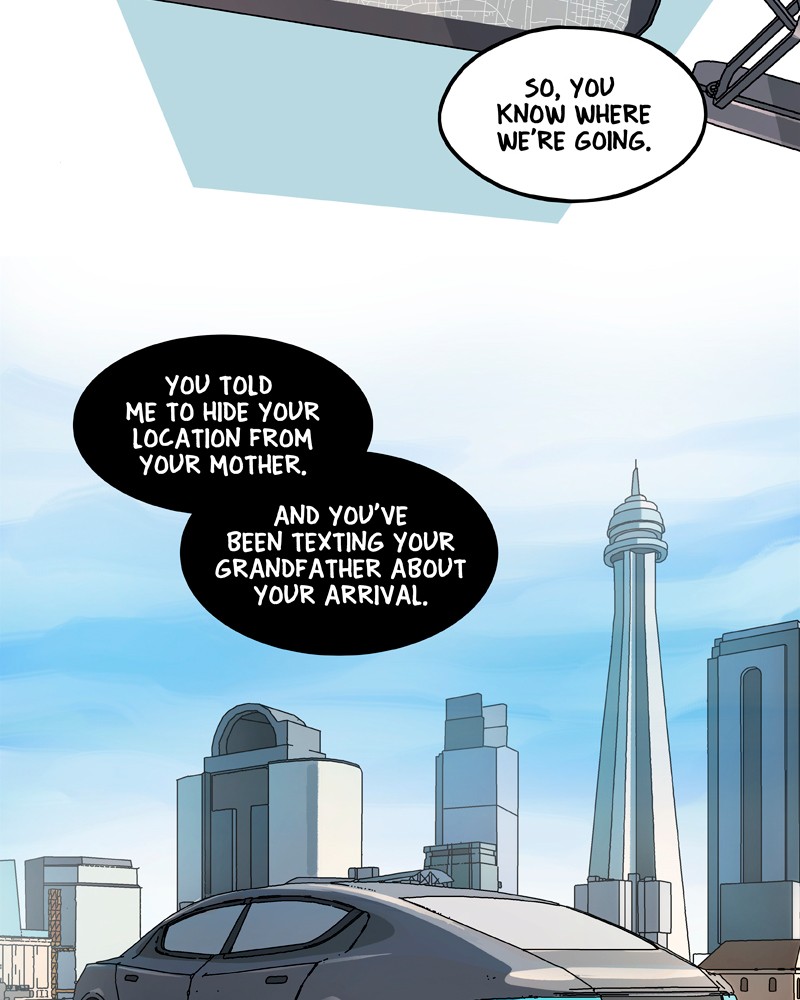 SO, YOU
KNOW WHERE
WE'RE GOING.
YOU TOLD
ME TO HIDE YOUR
LOCATION FROM
YOUR MOTHER.
AND YOU'VE
BEEN TEXTING YOUR
GRANDFATHER ABOUT
YOUR ARRIVAL.